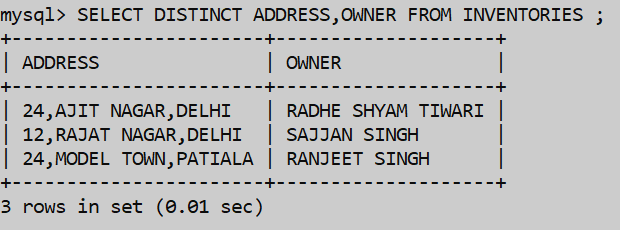 mysql> SELECT DISTINCT ADDRESS,OWNER FROM INVENTORIES ;
+----------------------+-------------------+
| ADDRESS              | OWNER             |
+----------------------+-------------------+
| 24,AJIT NAGAR,DELHI  | RADHE SHYAM TIWARI |
| 12,RAJAT NAGAR,DELHI | SAJJAN SINGH      |
| 24,MODEL TOWN,PATIALA | RANJEET SINGH     |
+----------------------+-------------------+
3 rows in set (0.01 sec)